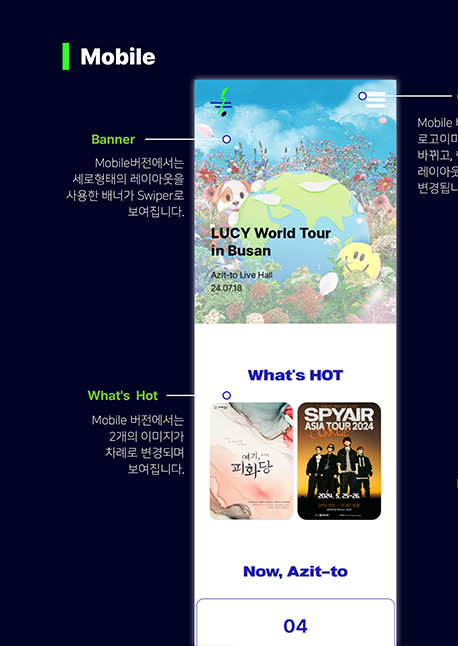 Mobile
Banner
Mobile버전에서는
세로형태의 레이아웃을
사용한 배너가 Swiper로
보여집니다.
Mobile
로고이미
바뀌고,
레이아웃
변경됩니
LUCY World Tour
in Busan
Azit-to Live Hall
24.07.18
What's HOT
What's Hot
Mobile 버전에서는
2개의 이미지가
차례로 변경되며
보여집니다.
여기,
피화당
SPYAIR
ASIA TOUR 2024
2024. 5. 25-26.
Now, Azit-to
04